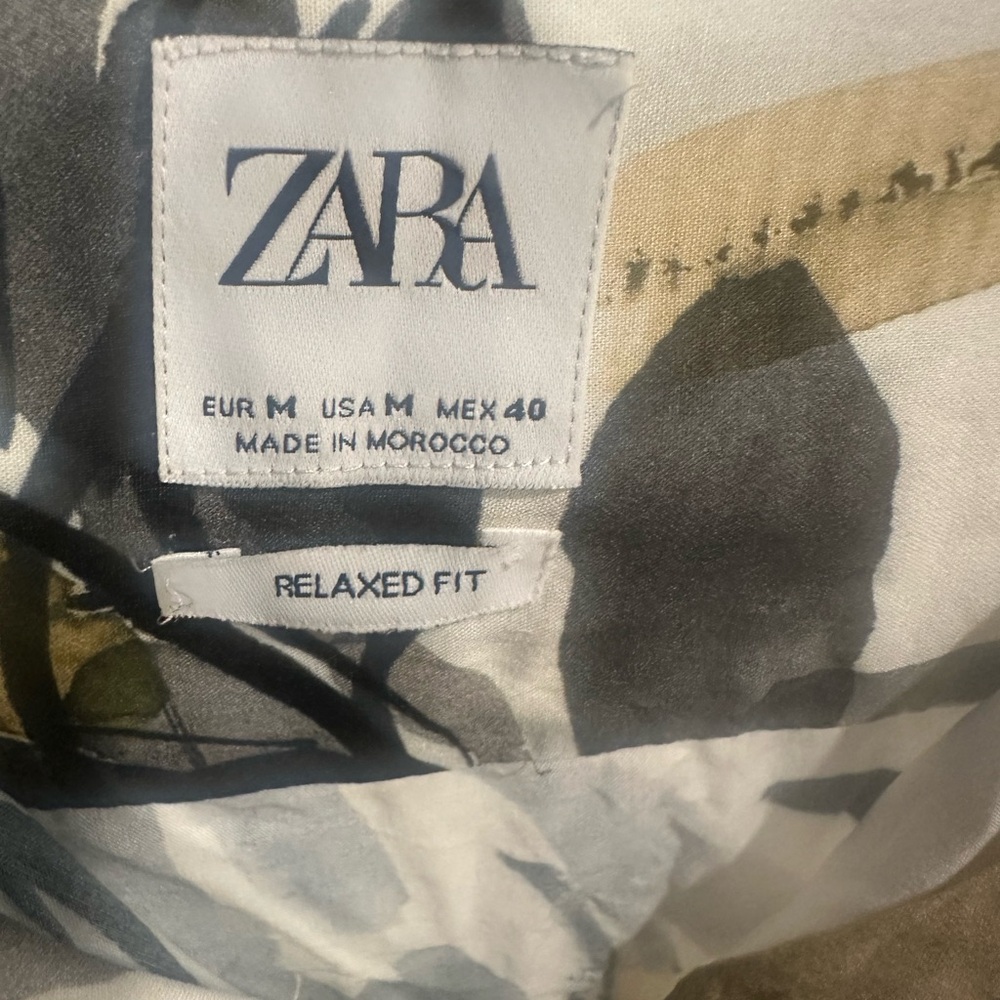 ZARA
EUR M USA M MEX 40
MADE IN MOROCCO
RELAXED FIT